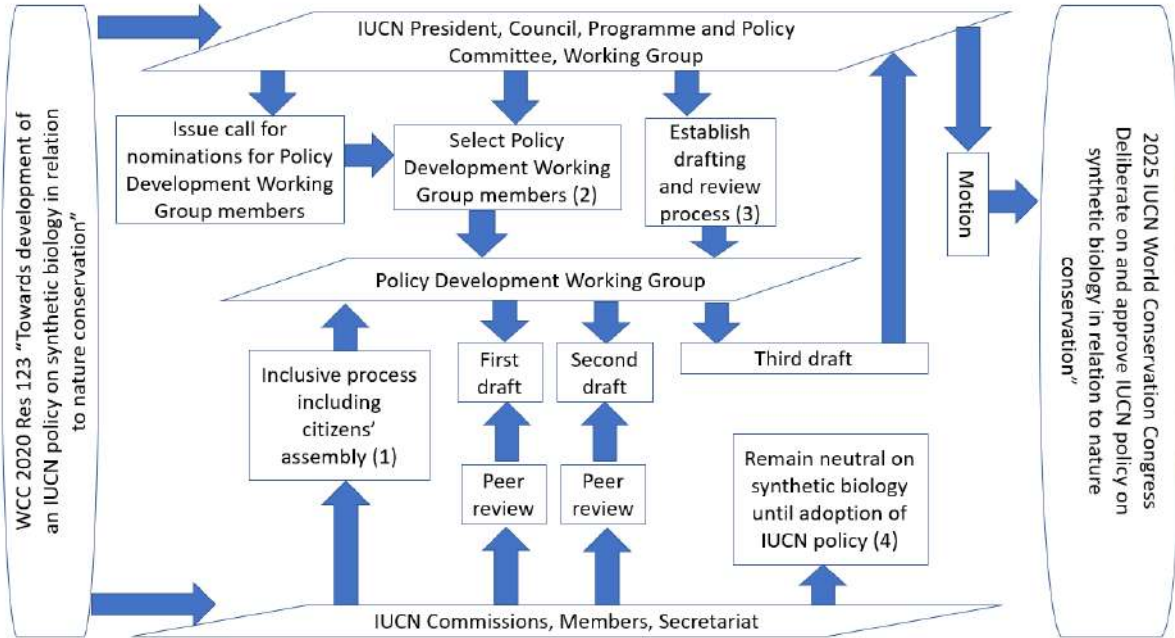 WCC 2020 Res 123 “Towards development of
an IUCN policy on synthetic biology in relation
to nature conservation”
IUCN President, Council, Programme and Policy
Committee, Working Group
Issue call for
nominations for Policy
Development Working
Group members
Select Policy
Development Working
Group members (2)
Establish
drafting
and review
process (3)
Motion
Policy Development Working Group
Inclusive process
including
citizens’
assembly (1)
First
draft
Second
draft
Third draft
Peer
review
Peer
review
Remain neutral on
synthetic biology
until adoption of
IUCN policy (4)
IUCN Commissions, Members, Secretariat
2025 IUCN World Conservation Congress
Deliberate on and approve IUCN policy on
synthetic biology in relation to nature
conservation”